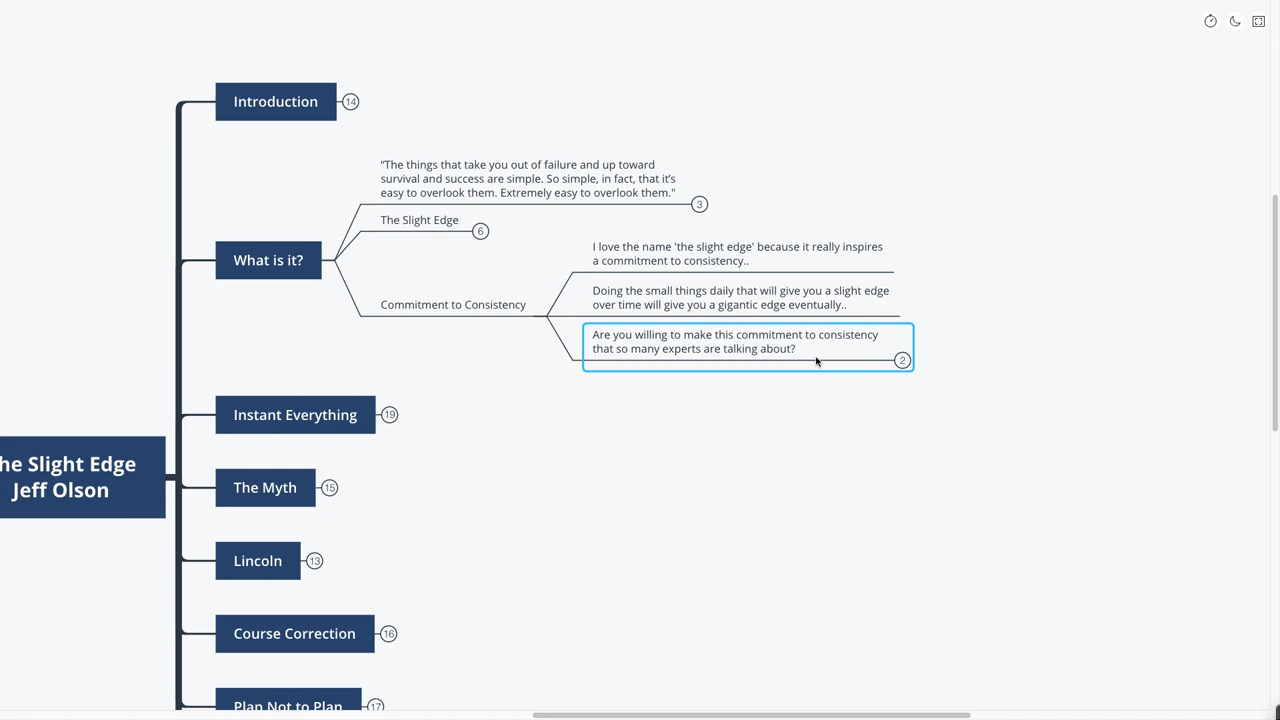 Introduction
14
“The things that take you out of failure and up toward
survival and success are simple. So simple, in fact, that it’s
easy to overlook them. Extremely easy to overlook them."
3
The Slight Edge
6
I love the name 'the slight edge' because it really inspires
a commitment to consistency..
What is it?
Doing the small things daily that will give you a slight edge
over time will give you a gigantic edge eventually..
Commitment to Consistency
Are you willing to make this commitment to consistency
that so many experts are talking about?
2
Instant Everything
19
he Slight Edge
Jeff Olson
The Myth
15
Lincoln
13
Course Correction
16
Plan Not to Plan
17